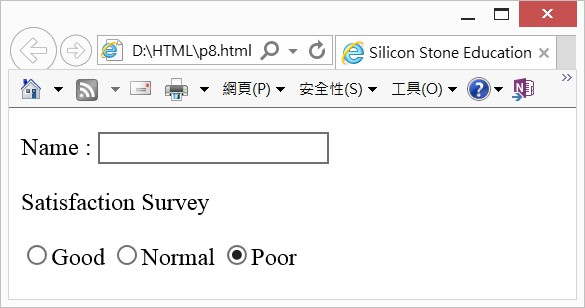 D:\HTML\p8.html
Silicon Stone Education
網頁(P)
安全性(S)
工具(O)
Name :
Satisfaction Survey
Good Normal Poor